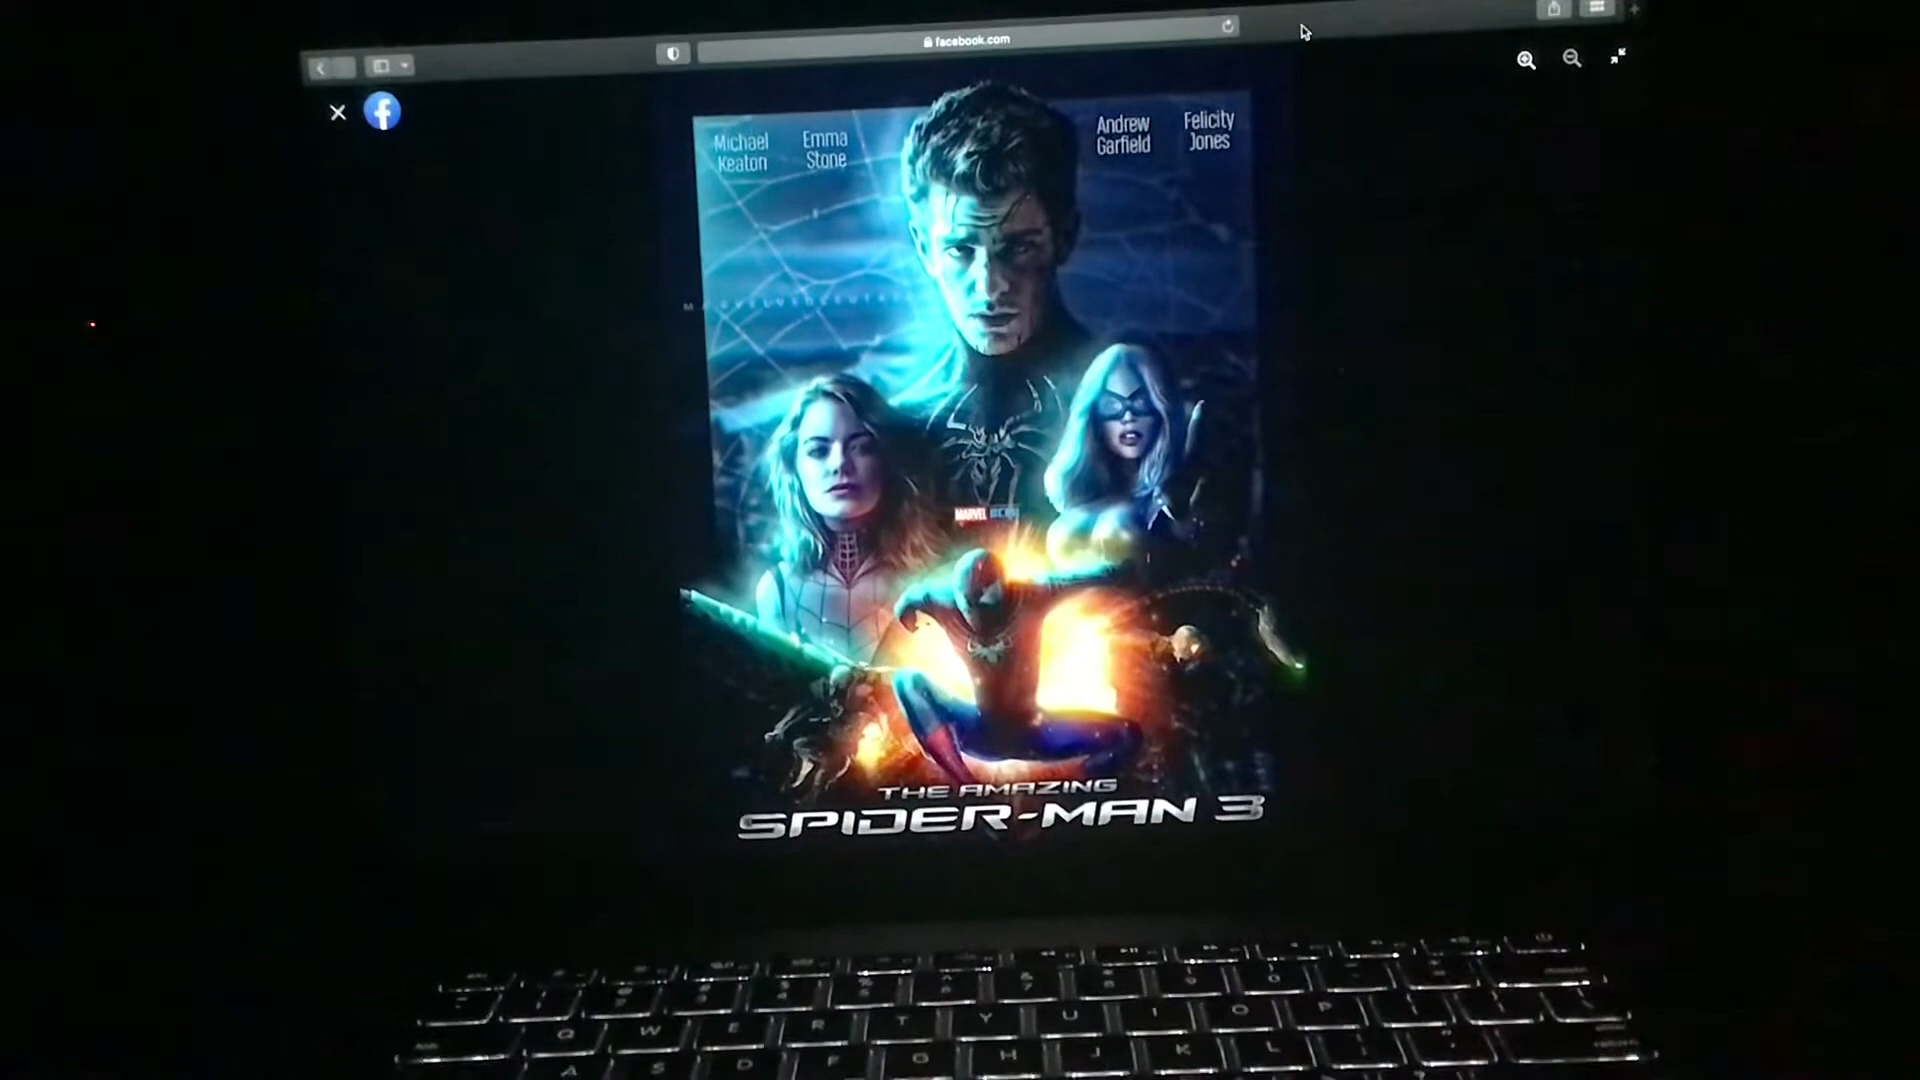 facebook.com
Michael
Keaton
Emma
Stone
Andrew
Garfield
Felicity
Jones
MARVEL
THE AMAZING
SPIDER-MAN 3
Q W E R T Y U I O P
A S D F G H J K L